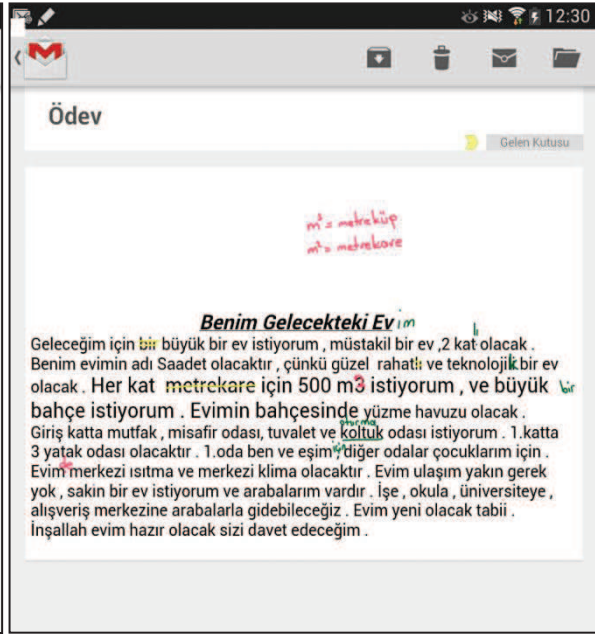 12:30
Ödev
Gelen Kutusu
m³ = metreküp
m² = metrekare
Benim Gelecekteki Evim
lı
Geleceğim için bir büyük bir ev istiyorum , müstakil bir ev ,2 kat olacak .
Benim evimin adı Saadet olacaktır , çünkü güzel rahatlı ve teknolojik bir ev
olacak . Her kat metrekare için 500 m3 istiyorum , ve büyük bir
bahçe istiyorum . Evimin bahçesinde yüzme havuzu olacak .
oturma
Giriş katta mutfak , misafir odası, tuvalet ve koltuk odası istiyorum . 1.katta
3 yatak odası olacaktır . 1.oda ben ve eşim için, diğer odalar çocuklarım için .
de
Evim merkezi ısıtma ve merkezi klima olacaktır . Evim ulaşım yakın gerek
yok , sakin bir ev istiyorum ve arabalarım vardır . İşe , okula , üniversiteye ,
alışveriş merkezine arabalarla gidebileceğiz . Evim yeni olacak tabii .
İnşallah evim hazır olacak sizi davet edeceğim .